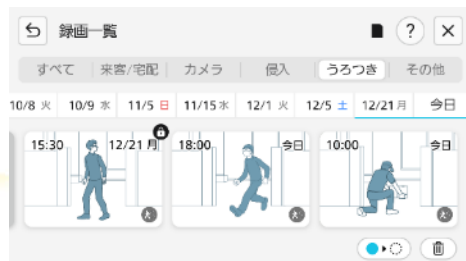 録画一覧 ?
すべて 来客/宅配 カメラ 侵入 うろつき その他
10/8 火 10/9 水 11/5 日 11/15 水 12/1 火 12/5 土 12/21 月 今日
15:30 12/21 月 18:00 今日 10:00 今日